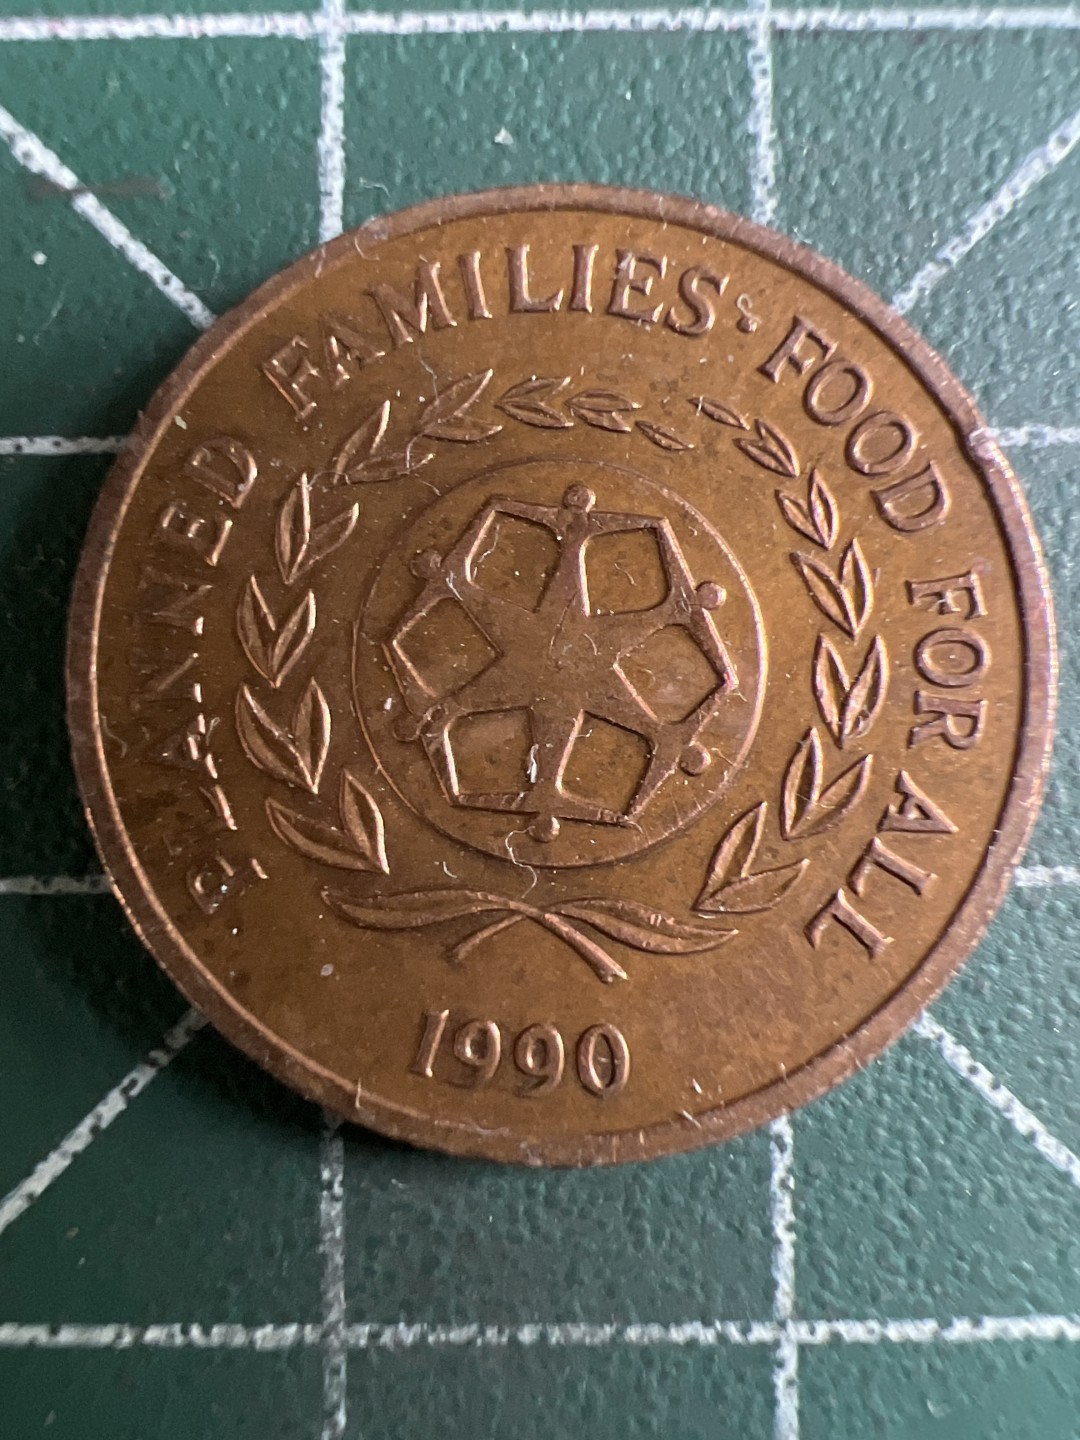 PLANNED FAMILIES · FOOD FOR ALL
1990